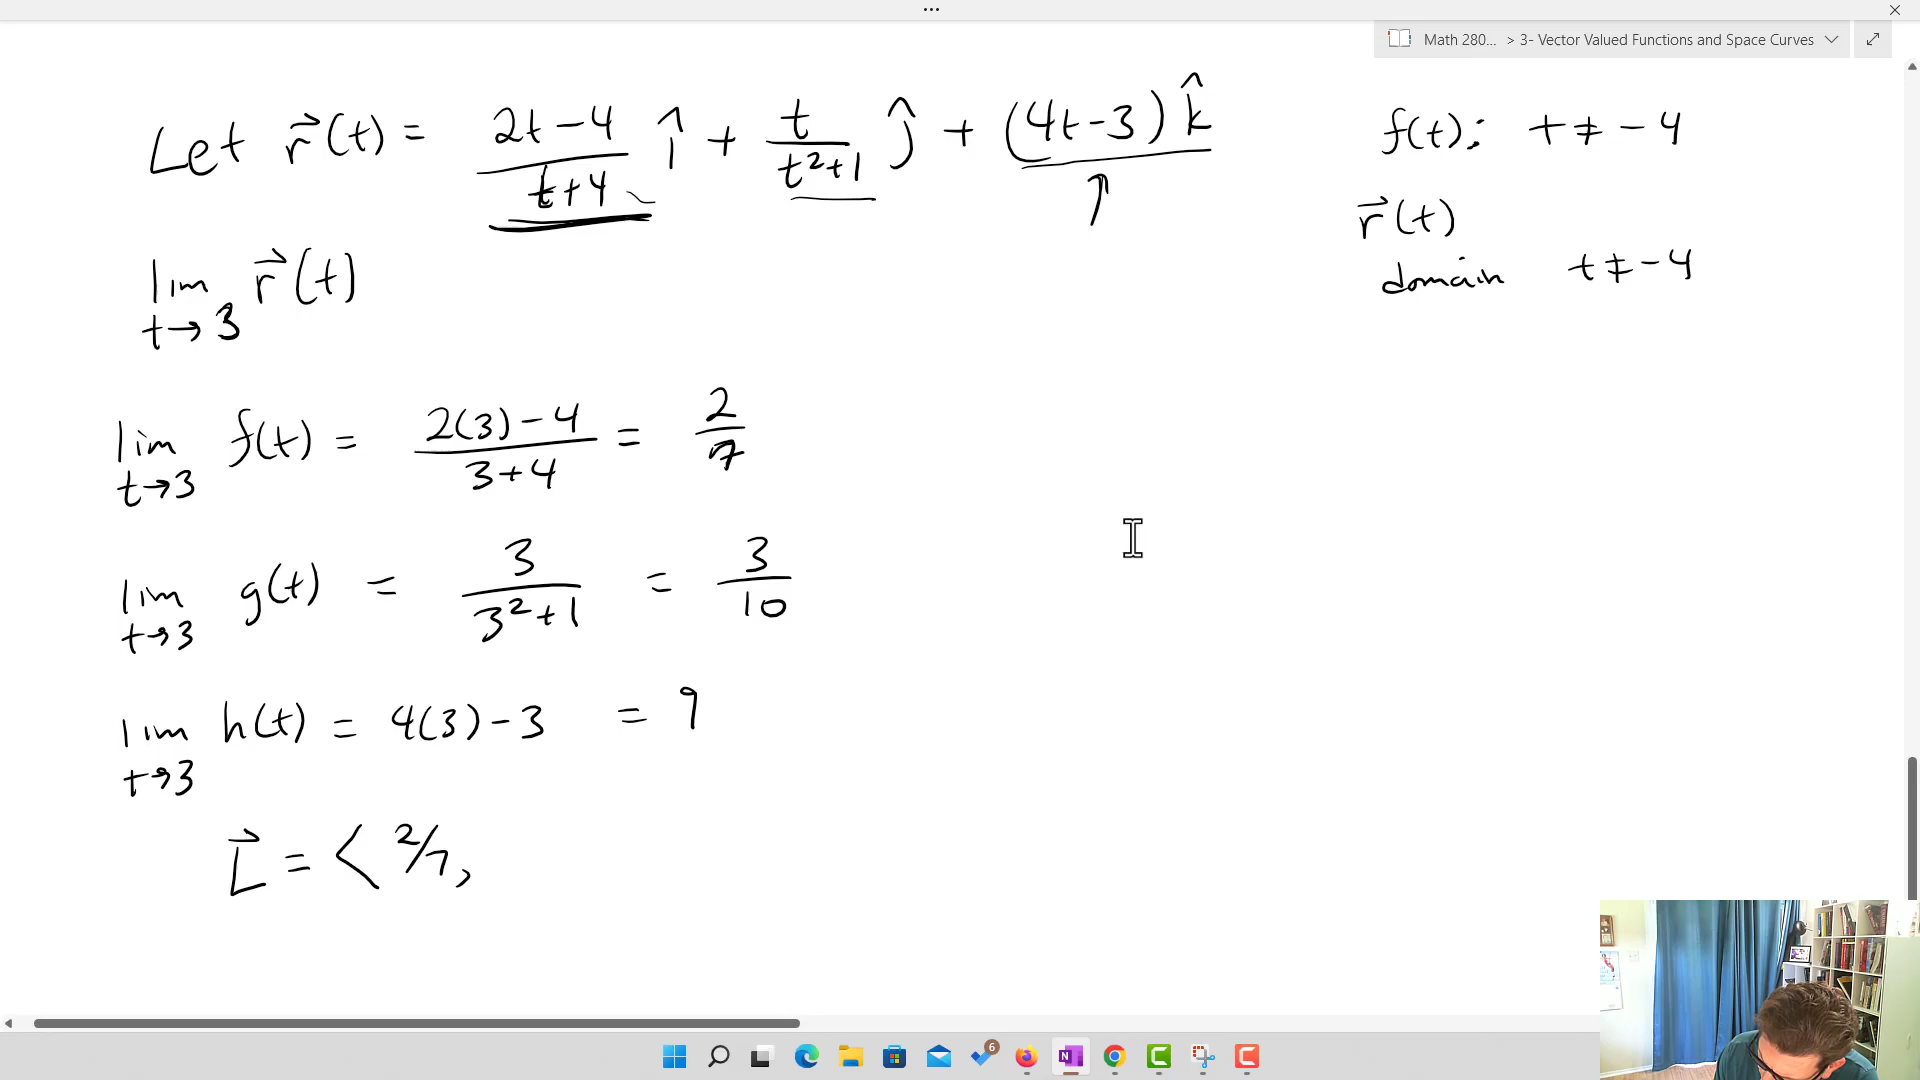 Math 280... > 3- Vector Valued Functions and Space Curves
Let r⃗(t) = (2t-4)/(t+4) î + t/(t²+1) ĵ + (4t-3) k̂
f(t): t ≠ -4
r⃗(t)
domain t ≠ -4
lim t→3 r⃗(t)
lim t→3 f(t) = (2(3)-4)/(3+4) = 2/7
lim t→3 g(t) = 3/(3²+1) = 3/10
lim t→3 h(t) = 4(3)-3 = 9
L⃗ = < 2/7,
6